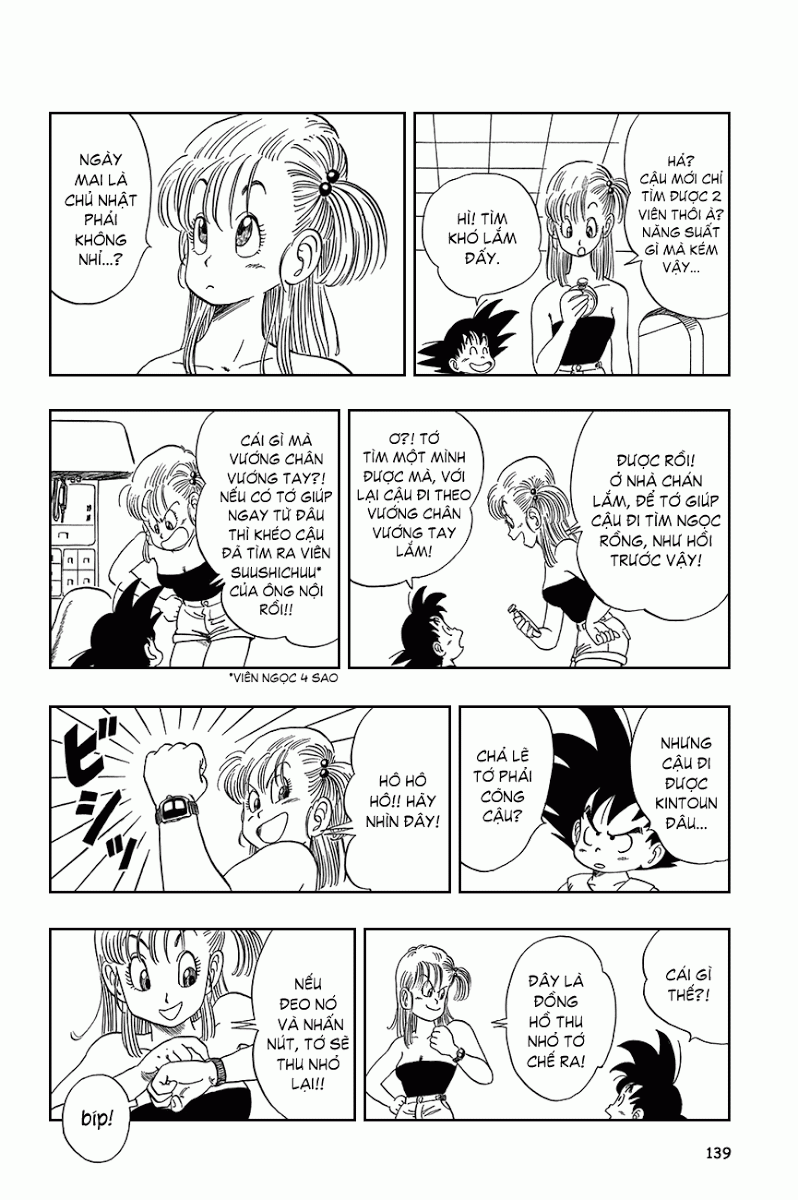 HẢ?
CẬU MỚI CHỈ
TÌM ĐƯỢC 2
VIÊN THÔI À?
NĂNG SUẤT
GÌ MÀ KÉM
VẬY...
HÌ! TÌM
KHÓ LẮM
ĐẤY.
NGÀY
MAI LÀ
CHỦ NHẬT
PHẢI
KHÔNG
NHỈ...?
ĐƯỢC RỒI!
Ở NHÀ CHÁN
LẮM, ĐỂ TỚ GIÚP
CẬU ĐI TÌM NGỌC
RỒNG, NHƯ HỒI
TRƯỚC VẬY!
Ơ?! TỚ
TÌM MỘT MÌNH
ĐƯỢC MÀ, VỚI
LẠI CẬU ĐI THEO
VƯỚNG CHÂN
VƯỚNG TAY
LẮM!
CÁI GÌ MÀ
VƯỚNG CHÂN
VƯỚNG TAY?!
NẾU CÓ TỚ GIÚP
NGAY TỪ ĐẦU
THÌ KHÉO CẬU
ĐÃ TÌM RA VIÊN
SUUSHICHUU*
CỦA ÔNG NỘI
RỒI!!
*VIÊN NGỌC 4 SAO
NHƯNG
CẬU ĐI
ĐƯỢC
KINTOUN
ĐÂU...
CHẢ LẼ
TỚ PHẢI
CÕNG
CẬU?
HÔ HÔ
HÔ!! HÃY
NHÌN ĐÂY!
ビシッ
CÁI GÌ
THẾ?!
ĐÂY LÀ
ĐỒNG
HỒ THU
NHỎ TỚ
CHẾ RA!
NẾU
ĐEO NÓ
VÀ NHẤN
NÚT, TỚ SẼ
THU NHỎ
LẠI!!
BÍP!
139